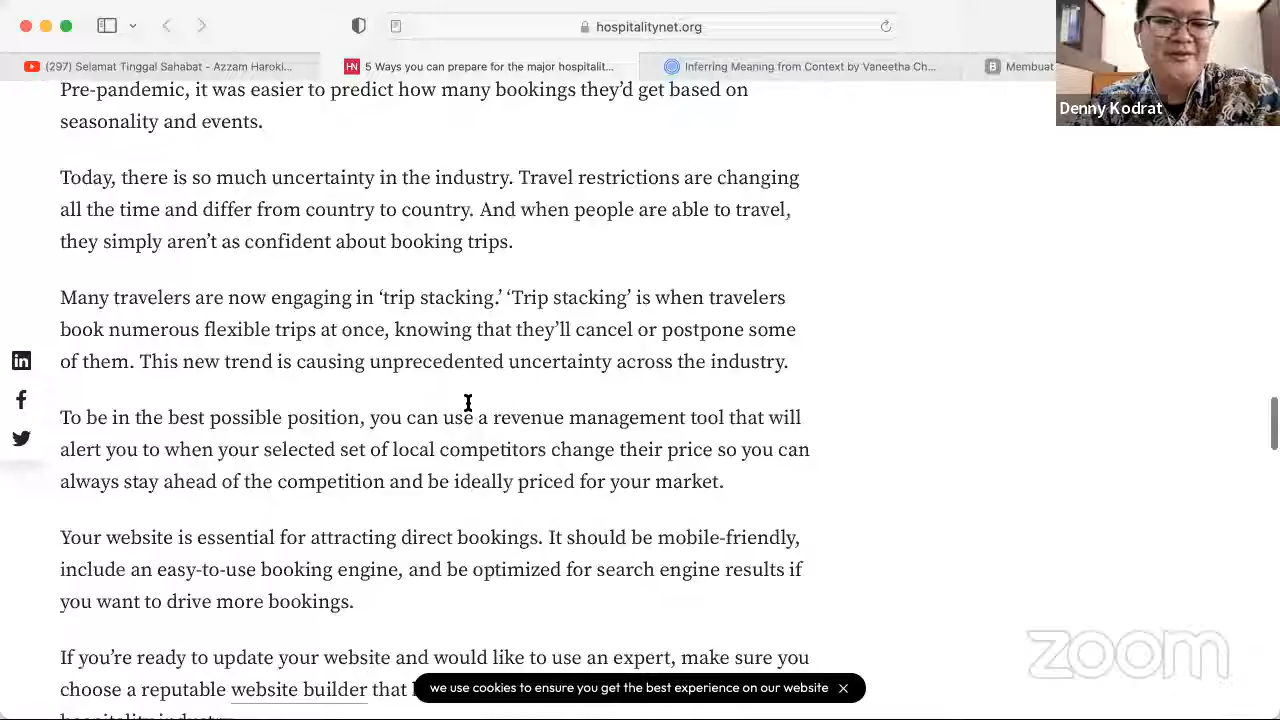 hospitalitynet.org
(297) Selamat Tinggal Sahabat - Azzam Haroki...
HN 5 Ways you can prepare for the major hospitalit...
Inferring Meaning from Context by Vaneetha Ch...
B Membuat
Denny Kodrat
Pre-pandemic, it was easier to predict how many bookings they’d get based on
seasonality and events.
Today, there is so much uncertainty in the industry. Travel restrictions are changing
all the time and differ from country to country. And when people are able to travel,
they simply aren’t as confident about booking trips.
Many travelers are now engaging in ‘trip stacking.’ ‘Trip stacking’ is when travelers
book numerous flexible trips at once, knowing that they’ll cancel or postpone some
of them. This new trend is causing unprecedented uncertainty across the industry.
To be in the best possible position, you can use a revenue management tool that will
alert you to when your selected set of local competitors change their price so you can
always stay ahead of the competition and be ideally priced for your market.
Your website is essential for attracting direct bookings. It should be mobile-friendly,
include an easy-to-use booking engine, and be optimized for search engine results if
you want to drive more bookings.
If you’re ready to update your website and would like to use an expert, make sure you
choose a reputable website builder that
we use cookies to ensure you get the best experience on our website
hospitality industry.
zoom